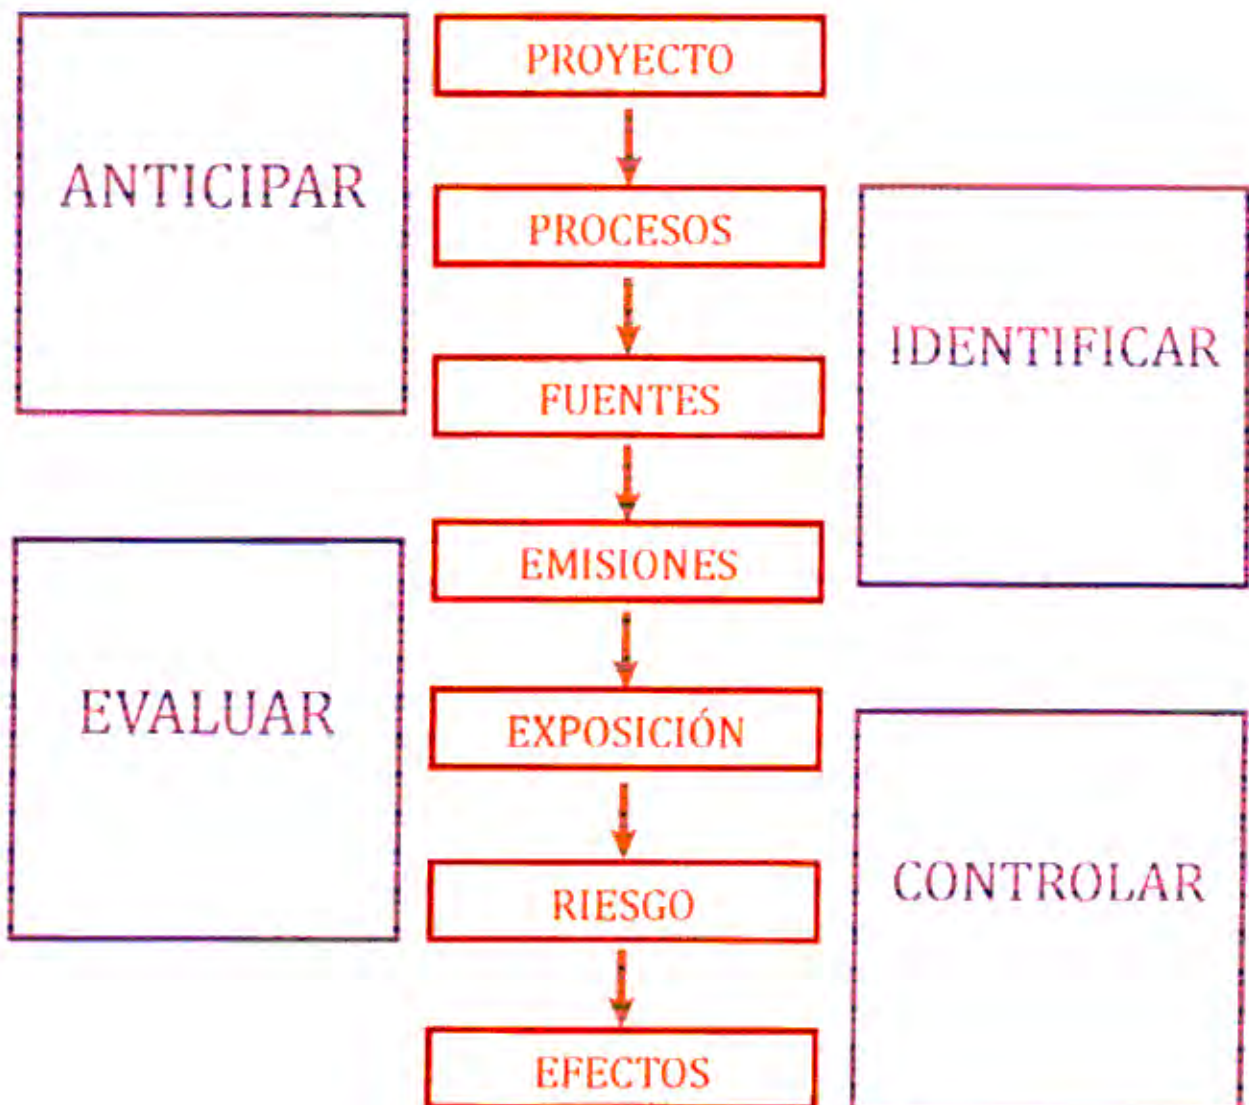 PROYECTO
ANTICIPAR
PROCESOS
IDENTIFICAR
FUENTES
EMISIONES
EVALUAR
EXPOSICIÓN
CONTROLAR
RIESGO
EFECTOS